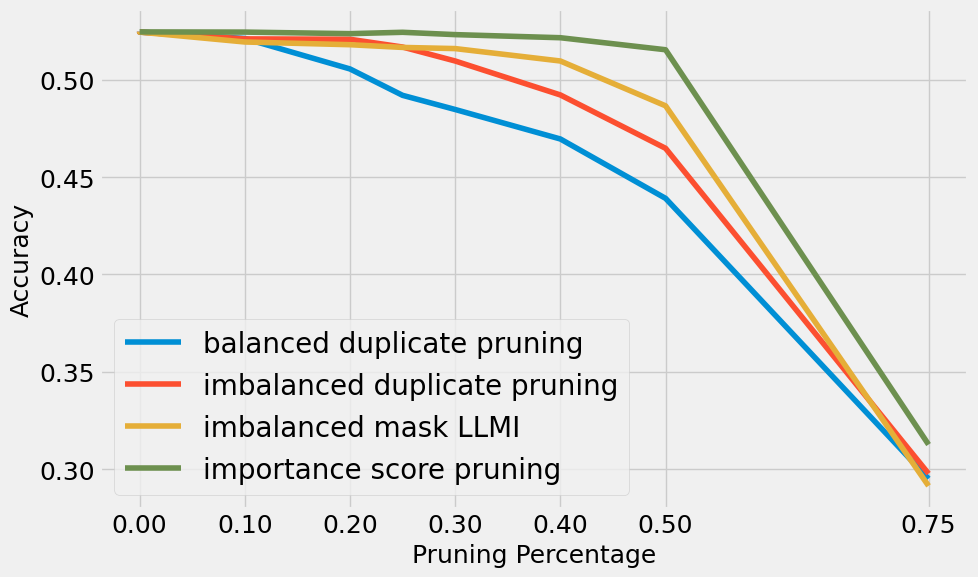 0.50
0.45
0.40
0.35
0.30
Accuracy
balanced duplicate pruning
imbalanced duplicate pruning
imbalanced mask LLMI
importance score pruning
0.00 0.10 0.20 0.30 0.40 0.50 0.75
Pruning Percentage